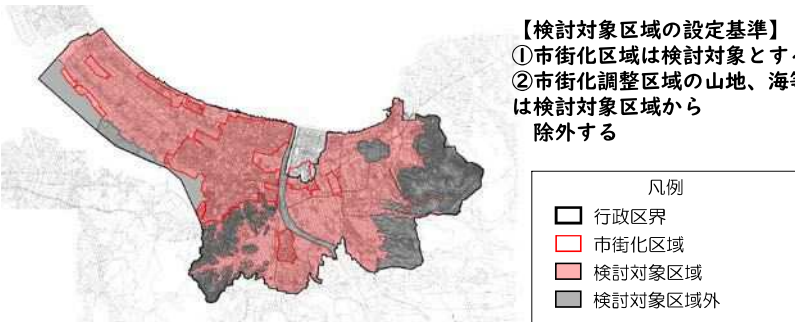 【検討対象区域の設定基準】
①市街化区域は検討対象とす
②市街化調整区域の山地、海
は検討対象区域から
除外する
凡例
行政区界
市街化区域
検討対象区域
検討対象区域外